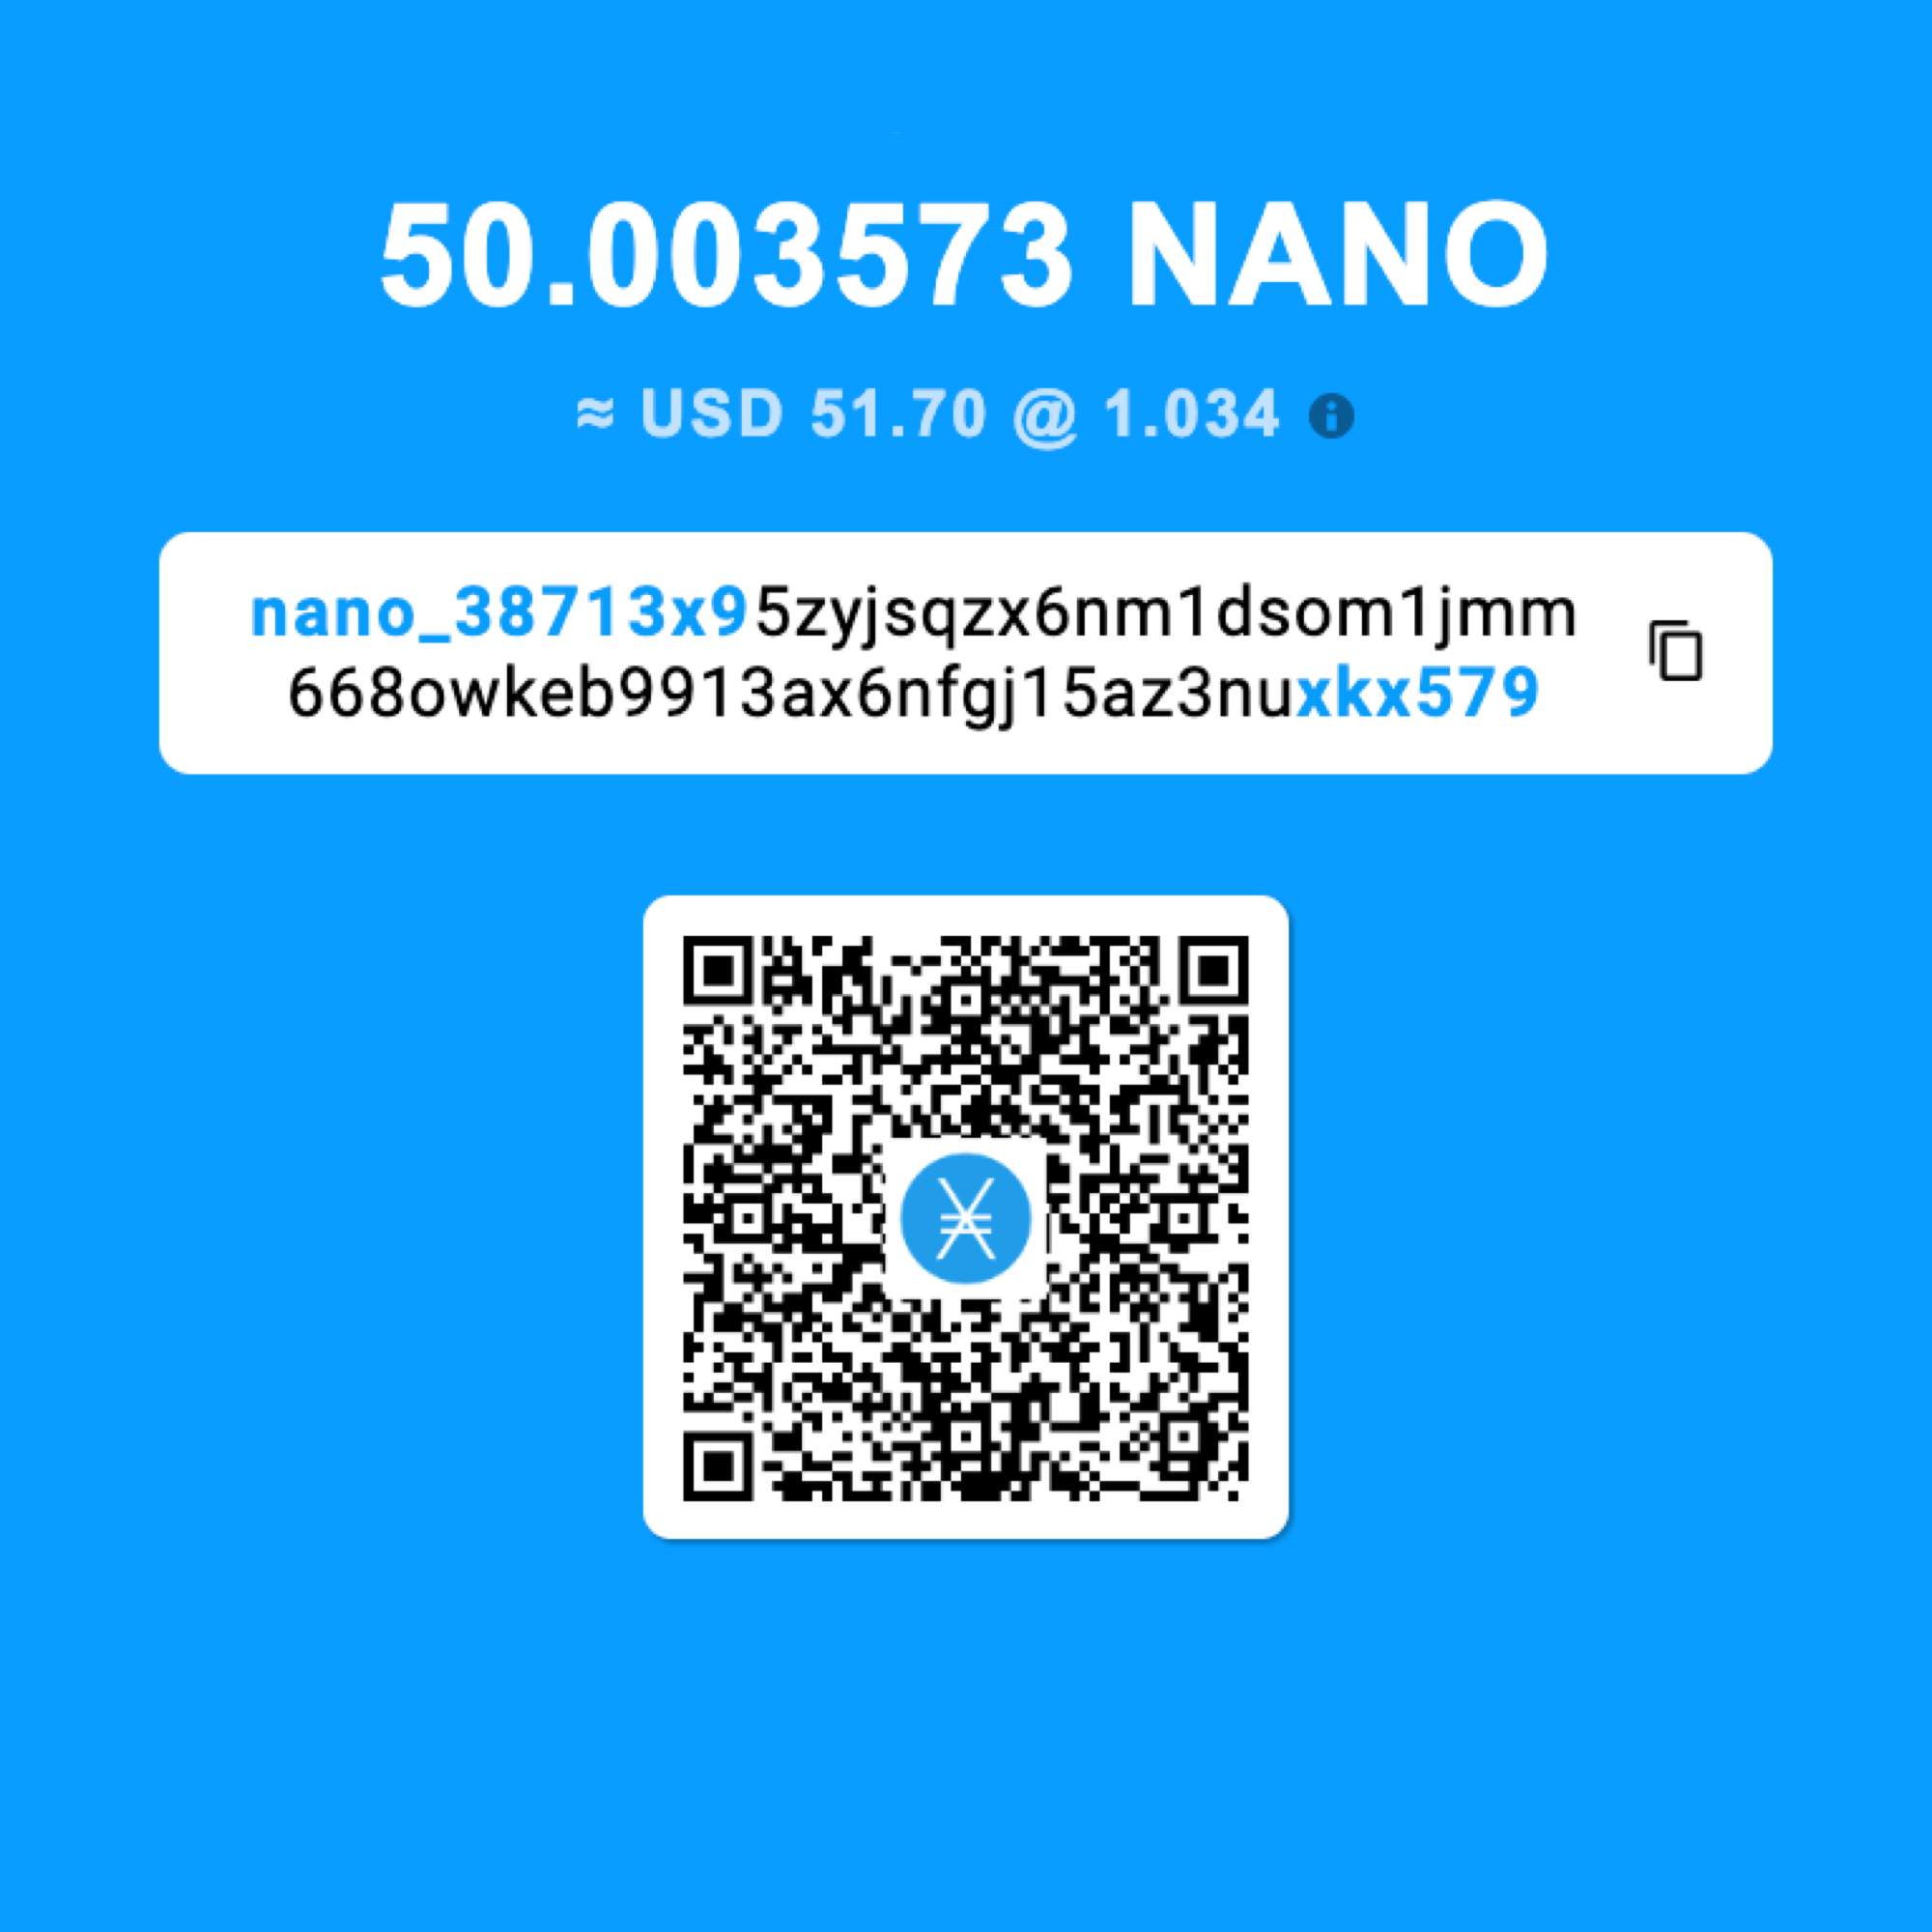 50.003573 NANO
≈ USD 51.70 @ 1.034
nano_38713x95zyjsqzx6nm1dsom1jmm
668owkeb9913ax6nfgj15az3nuxkx579